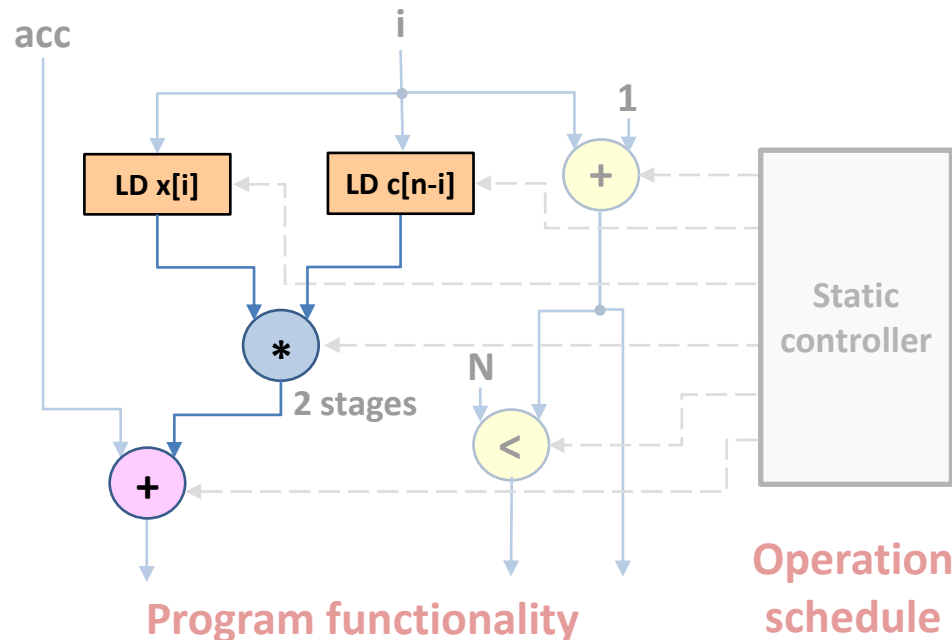 acc
i
1
LD x[i]
LD c[n-i]
+
Static
controller
*
N
2 stages
<
+
Operation
schedule
Program functionality